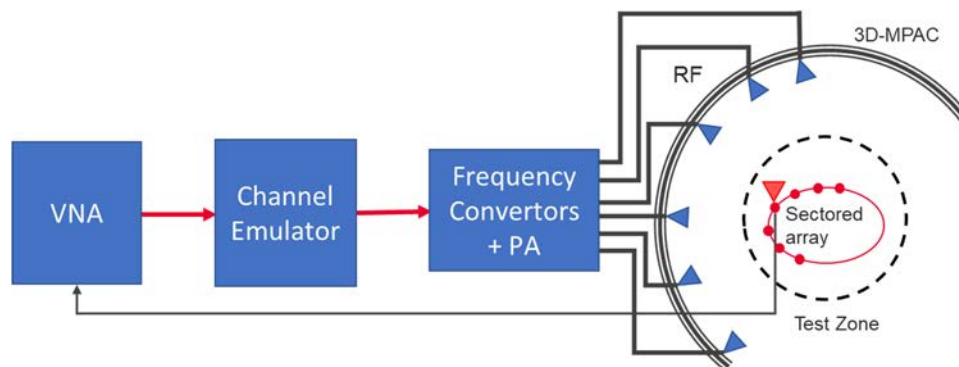 3D-MPAC
RF
VNA
Channel
Emulator
Frequency
Convertors
+ PA
Sectored
array
Test Zone